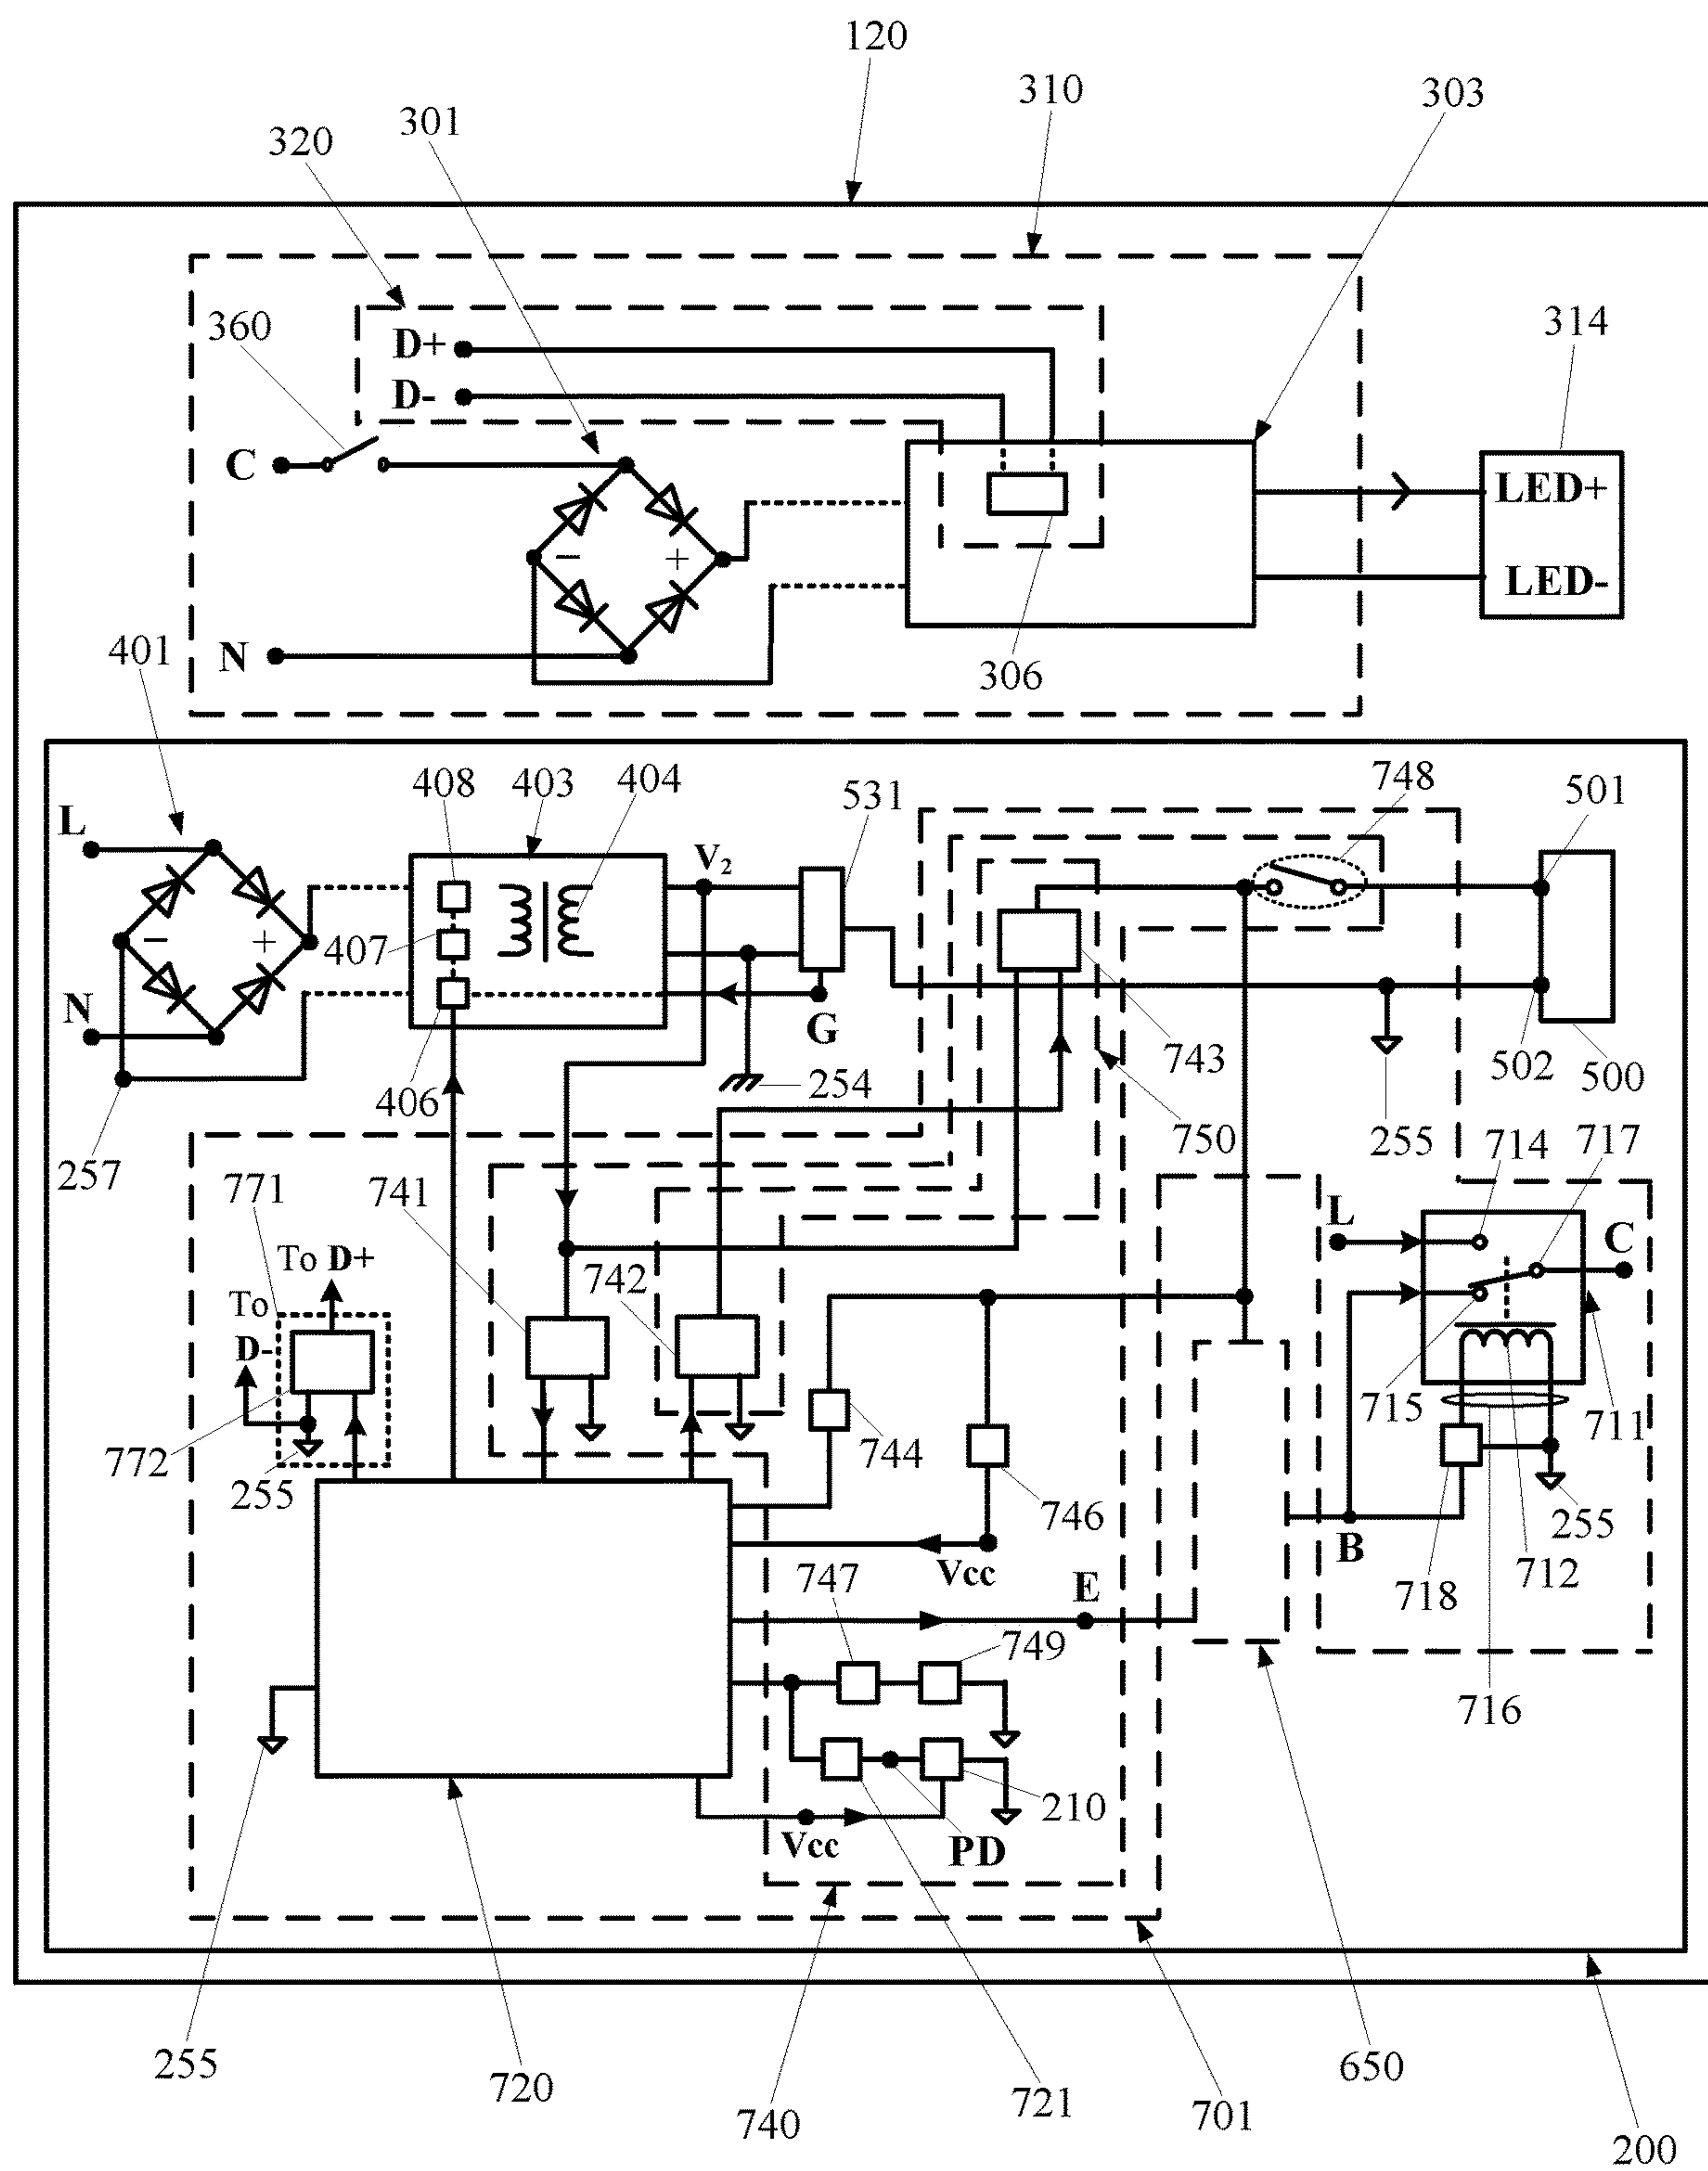 120
310
303
301
320
360
314
D+
D-
C
LED+
LED-
−
+
N
306
401
408
403
404
531
748
501
L
V2
407
−
+
N
G
743
502
500
406
254
257
750
255
714
717
771
741
L
C
To D+
742
To
D-
715
711
772
744
255
746
255
B
Vcc
712
747
E
718
749
716
210
Vcc
PD
255
720
650
740
721
701
200